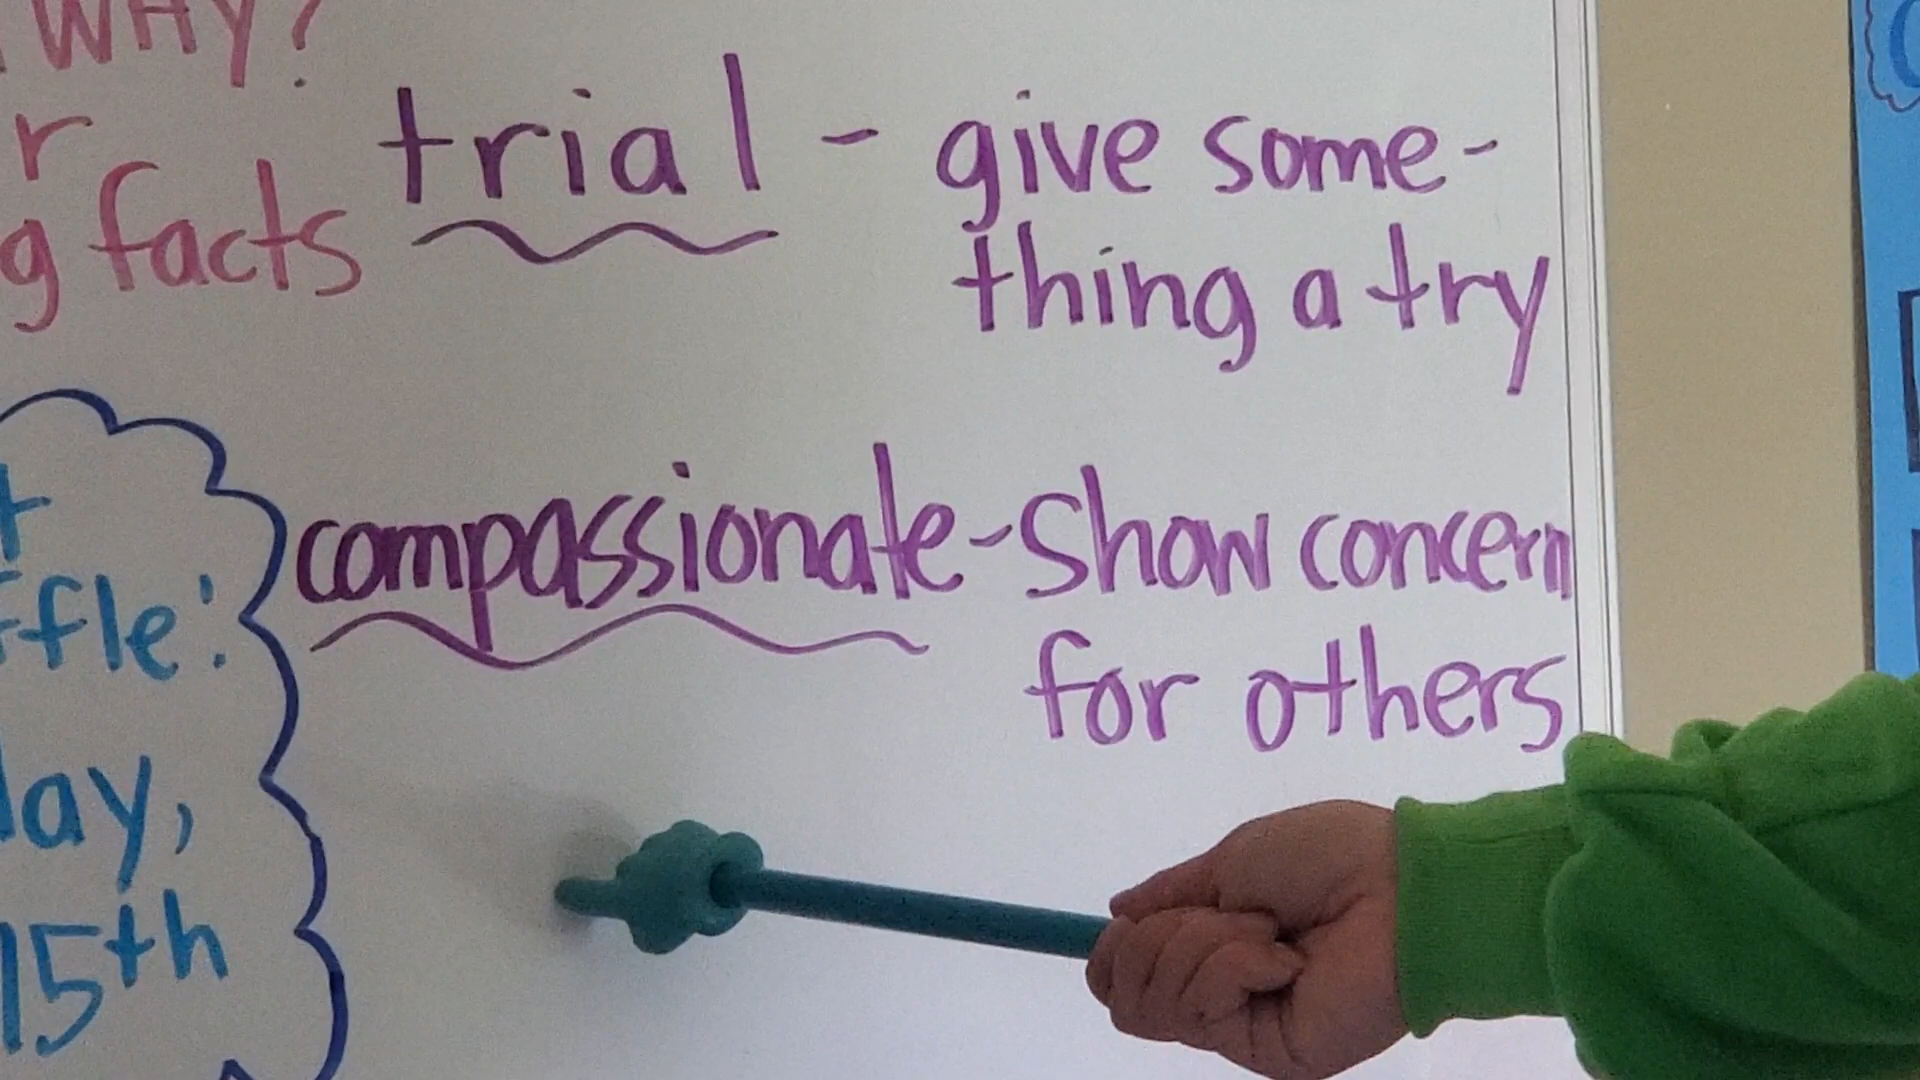 WHY?
r
g facts
trial - give some-
thing a try
compassionate - show concern
for others
t
ffle:
day,
15th